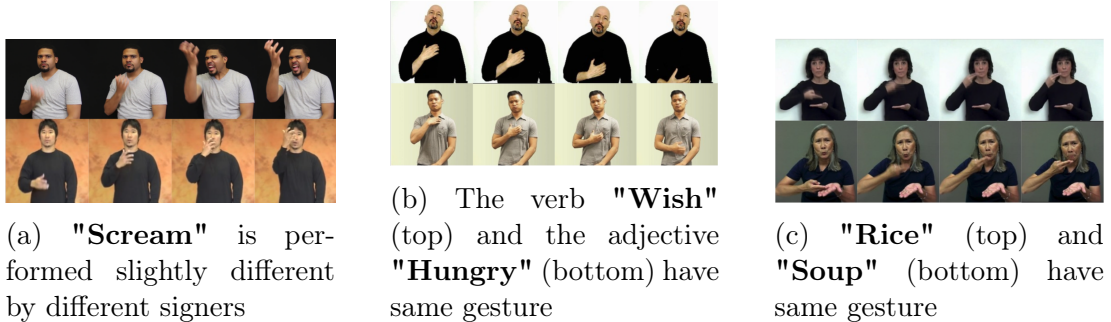 (a) "Scream" is per-
formed slightly different
by different signers
(b) The verb "Wish"
(top) and the adjective
"Hungry" (bottom) have
same gesture
(c) "Rice" (top) and
"Soup" (bottom) have
same gesture